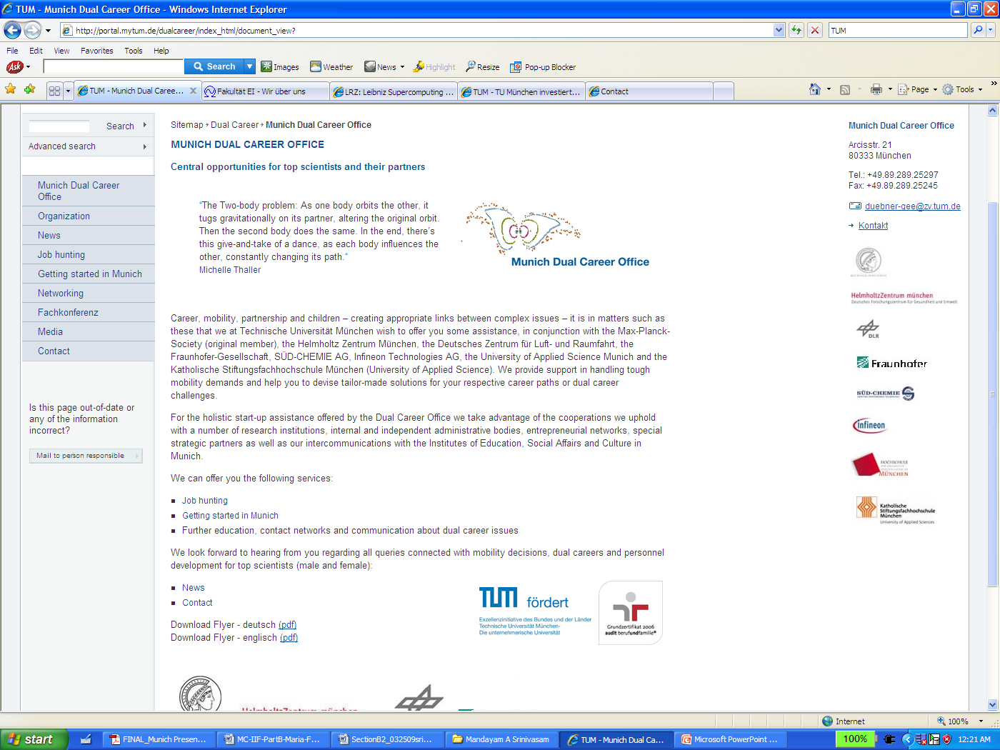 TUM - Munich Dual Career Office - Windows Internet Explorer
http://portal.mytum.de/dualcareer/index_html/document_view?
TUM
File Edit View Favorites Tools Help
Ask Search Images Weather News Highlight Resize Pop-up Blocker
TUM - Munich Dual Caree... Fakultät EI - Wir über uns LRZ: Leibniz Supercomputing ... TUM - TU München investiert... Contact Page Tools
Search
Advanced search
Munich Dual Career
Office
Organization
News
Job hunting
Getting started in Munich
Networking
Fachkonferenz
Media
Contact
Is this page out-of-date or
any of the information
incorrect?
Mail to person responsible
Sitemap › Dual Career › Munich Dual Career Office
MUNICH DUAL CAREER OFFICE
Central opportunities for top scientists and their partners
"The Two-body problem: As one body orbits the other, it
tugs gravitationally on its partner, altering the original orbit.
Then the second body does the same. In the end, there's
this give-and-take of a dance, as each body influences the
other, constantly changing its path."
Michelle Thaller
Munich Dual Career Office
Career, mobility, partnership and children – creating appropriate links between complex issues – it is in matters such as
these that we at Technische Universität München wish to offer you some assistance, in conjunction with the Max-Planck-
Society (original member), the Helmholtz Zentrum München, the Deutsches Zentrum für Luft- und Raumfahrt, the
Fraunhofer-Gesellschaft, SÜD-CHEMIE AG, Infineon Technologies AG, the University of Applied Science Munich and the
Katholische Stiftungsfachhochschule München (University of Applied Science). We provide support in handling tough
mobility demands and help you to devise tailor-made solutions for your respective career paths or dual career
challenges.
For the holistic start-up assistance offered by the Dual Career Office we take advantage of the cooperations we uphold
with a number of research institutions, internal and independent administrative bodies, entrepreneurial networks, special
strategic partners as well as our intercommunications with the Institutes of Education, Social Affairs and Culture in
Munich.
We can offer you the following services:
Job hunting
Getting started in Munich
Further education, contact networks and communication about dual career issues
We look forward to hearing from you regarding all queries connected with mobility decisions, dual careers and personnel
development for top scientists (male and female):
News
Contact
Download Flyer - deutsch (pdf)
Download Flyer - englisch (pdf)
TUM fördert
Exzellenzinitiative des Bundes und der Länder
Technische Universität München-
Die unternehmerische Universität
Grundzertifikat 2006
audit berufundfamilie®
HelmholtzZentrum münchen
Munich Dual Career Office
Arcisstr. 21
80333 München
Tel.: +49.89.289.25297
Fax: +49.89.289.25245
duebner-gee@zv.tum.de
Kontakt
HelmholtzZentrum münchen
Deutsches Forschungszentrum für Gesundheit und Umwelt
DLR
Fraunhofer
SÜD-CHEMIE
infineon
HOCHSCHULE
MÜNCHEN
Katholische
Stiftungsfachhochschule
München
University of Applied Sciences
Internet 100%
start FINAL_Munich Presen... MC-IIF-PartB-Maria-F... SectionB2_032509sri... Mandayam A Srinivasam TUM - Munich Dual Ca... Microsoft PowerPoint ... 100% 12:21 AM